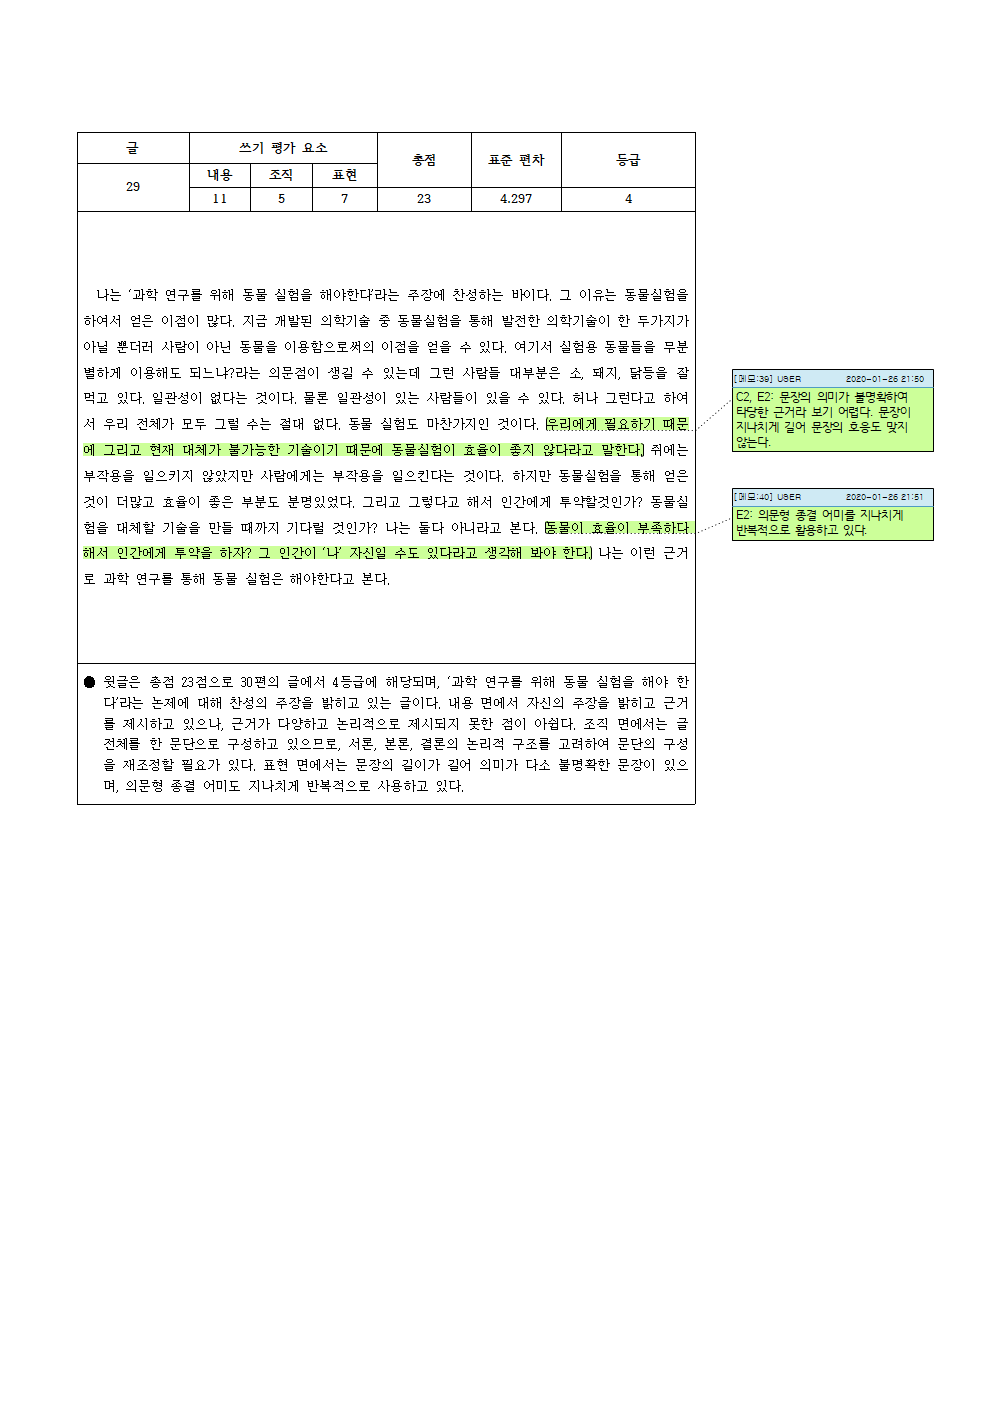 글 쓰기 평가 요소 총점 표준 편차 등급
내용 조직 표현
29 11 5 7 23 4.297 4
나는 ‘과학 연구를 위해 동물 실험을 해야한다’라는 주장에 찬성하는 바이다. 그 이유는 동물실험을
하여서 얻은 이점이 많다. 지금 개발된 의학기술 중 동물실험을 통해 발전한 의학기술이 한 두가지가
아닐 뿐더러 사람이 아닌 동물을 이용함으로써의 이점을 얻을 수 있다. 여기서 실험용 동물들을 무분
별하게 이용해도 되느냐?라는 의문점이 생길 수 있는데 그런 사람들 대부분은 소, 돼지, 닭등을 잘
먹고 있다. 일관성이 없다는 것이다. 물론 일관성이 있는 사람들이 있을 수 있다. 허나 그런다고 하여
서 우리 전체가 모두 그럴 수는 절대 없다. 동물 실험도 마찬가지인 것이다. 우리에게 필요하기 때문
에 그리고 현재 대체가 불가능한 기술이기 때문에 동물실험이 효율이 좋지 않다라고 말한다. 쥐에는
부작용을 일으키지 않았지만 사람에게는 부작용을 일으킨다는 것이다. 하지만 동물실험을 통해 얻은
것이 더많고 효율이 좋은 부분도 분명있었다. 그리고 그렇다고 해서 인간에게 투약할것인가? 동물실
험을 대체할 기술을 만들 때까지 기다릴 것인가? 나는 둘다 아니라고 본다. 동물이 효율이 부족하다
해서 인간에게 투약을 하자? 그 인간이 ‘나’ 자신일 수도 있다라고 생각해 봐야 한다. 나는 이런 근거
로 과학 연구를 통해 동물 실험은 해야한다고 본다.
[메모:39] USER 2020-01-26 21:50
C2, E2: 문장의 의미가 불명확하여
타당한 근거라 보기 어렵다. 문장이
지나치게 길어 문장의 호응도 맞지
않는다.
[메모:40] USER 2020-01-26 21:51
E2: 의문형 종결 어미를 지나치게
반복적으로 활용하고 있다.
● 윗글은 총점 23점으로 30편의 글에서 4등급에 해당되며, ‘과학 연구를 위해 동물 실험을 해야 한
다’라는 논제에 대해 찬성의 주장을 밝히고 있는 글이다. 내용 면에서 자신의 주장을 밝히고 근거
를 제시하고 있으나, 근거가 다양하고 논리적으로 제시되지 못한 점이 아쉽다. 조직 면에서는 글
전체를 한 문단으로 구성하고 있으므로, 서론, 본론, 결론의 논리적 구조를 고려하여 문단의 구성
을 재조정할 필요가 있다. 표현 면에서는 문장의 길이가 길어 의미가 다소 불명확한 문장이 있으
며, 의문형 종결 어미도 지나치게 반복적으로 사용하고 있다.